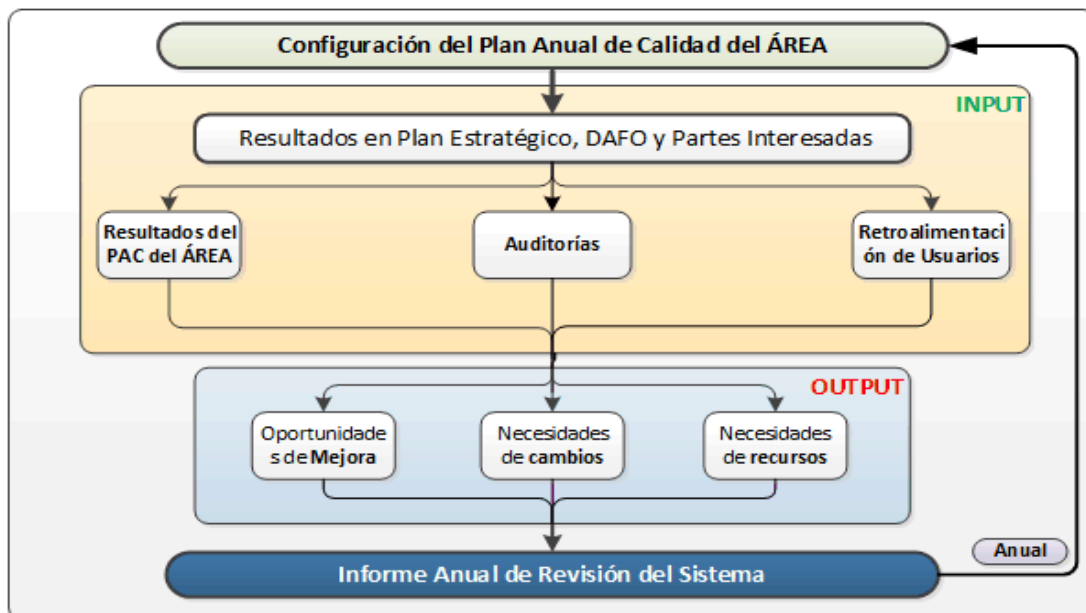 Configuración del Plan Anual de Calidad del ÁREA
INPUT
Resultados en Plan Estratégico, DAFO y Partes Interesadas
Resultados del
PAC del ÁREA
Auditorías
Retroalimentaci
ón de Usuarios
OUTPUT
Oportunidade
s de Mejora
Necesidades
de cambios
Necesidades
de recursos
Anual
Informe Anual de Revisión del Sistema